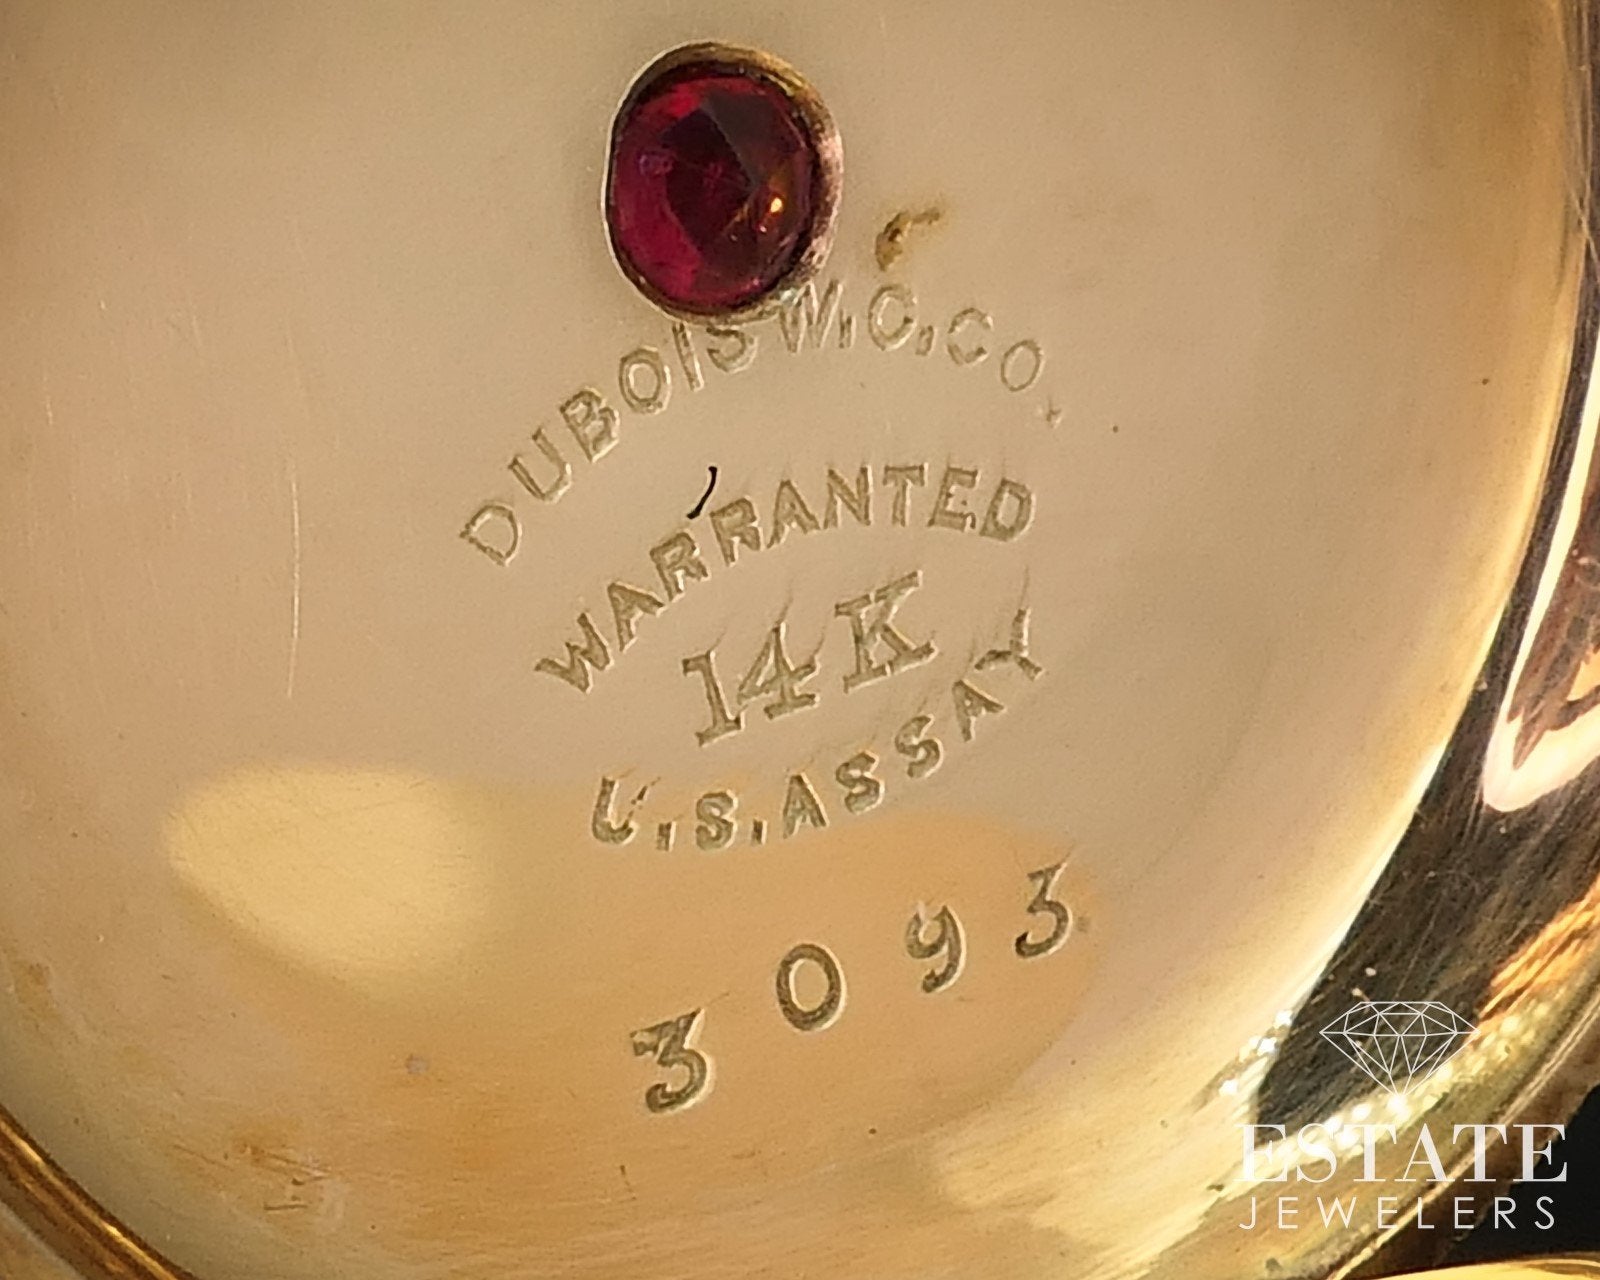 DUBOIS W.C.CO.
WARRANTED
14K
U.S.ASSAY
3093
ESTATE
JEWELERS